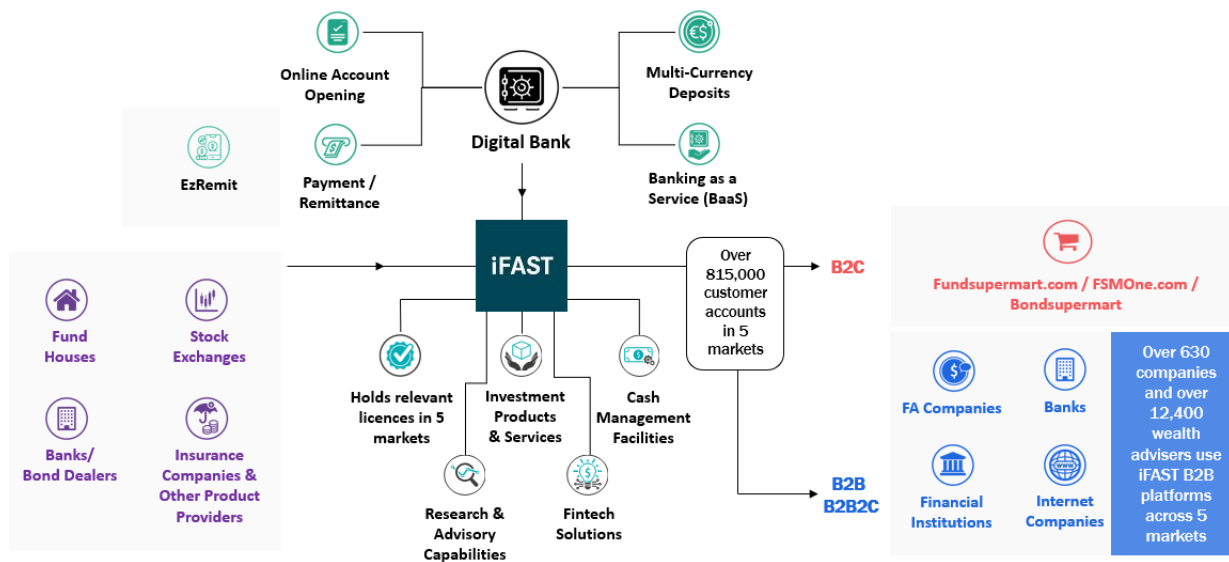 Online Account
Opening
Digital Bank
Multi-Currency
Deposits
EzRemit
Payment /
Remittance
Banking as a
Service (BaaS)
iFAST
Over
815,000
customer
accounts
in 5
markets
B2C
Fundsupermart.com / FSMOne.com /
Bondsupermart
Fund
Houses
Stock
Exchanges
Banks/
Bond Dealers
Insurance
Companies &
Other Product
Providers
Holds relevant
licences in 5
markets
Investment
Products
& Services
Cash
Management
Facilities
Research &
Advisory
Capabilities
Fintech
Solutions
B2B
B2B2C
FA Companies
Banks
Financial
Institutions
WWW
Internet
Companies
Over 630
companies
and over
12,400
wealth
advisers use
iFAST B2B
platforms
across 5
markets